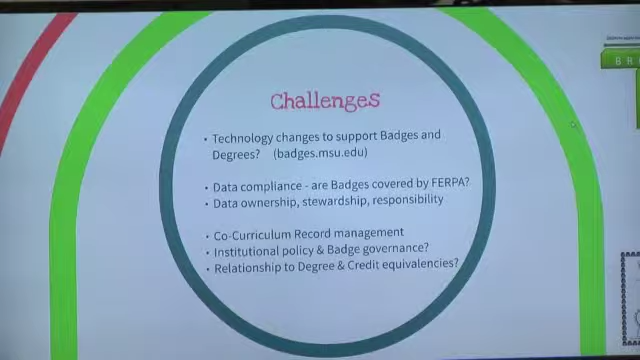 Challenges
• Technology changes to support Badges and
Degrees? (badges.msu.edu)
• Data compliance - are Badges covered by FERPA?
• Data ownership, stewardship, responsibility
• Co-Curriculum Record management
• Institutional policy & Badge governance?
• Relationship to Degree & Credit equivalencies?